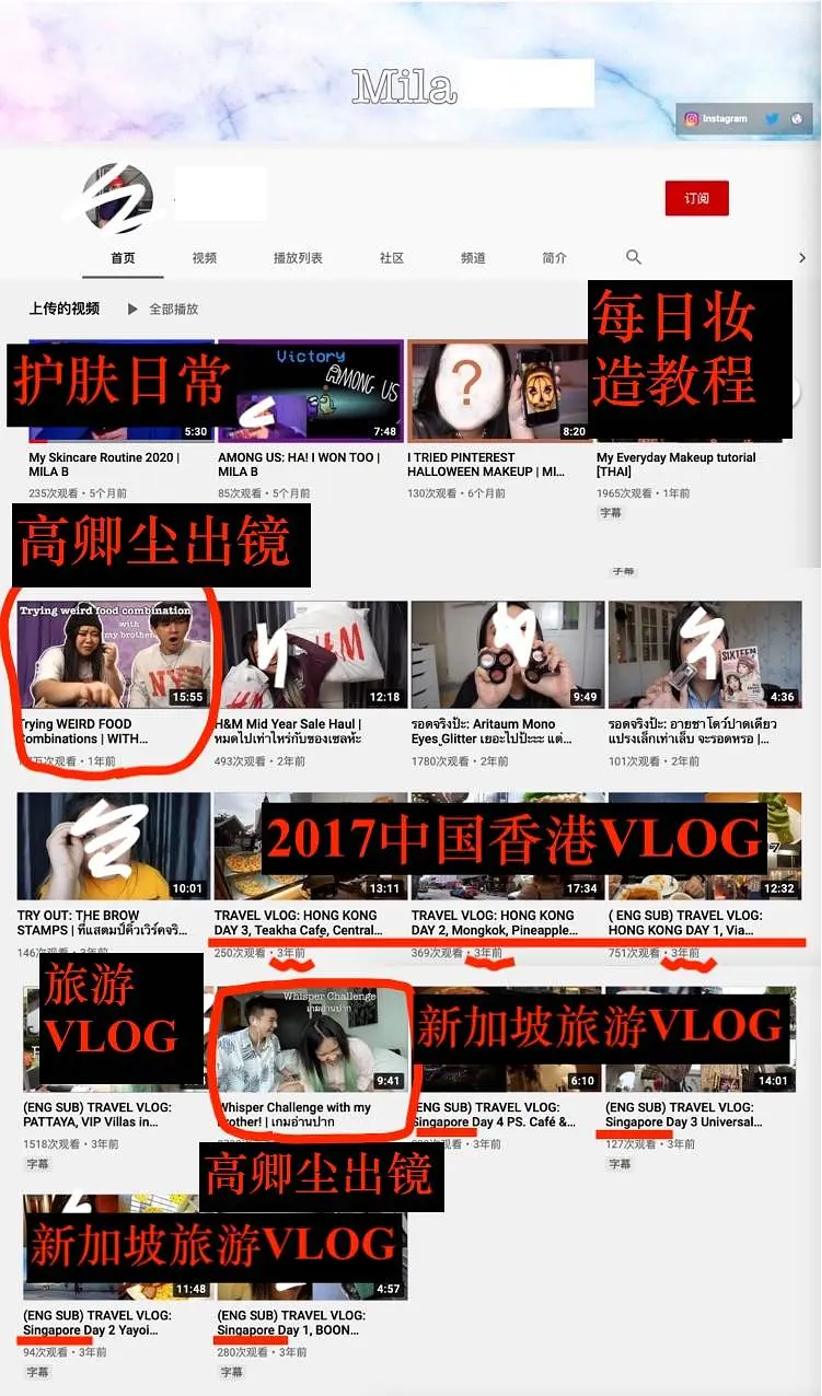 Mila
Instagram
订阅
首页 视频 播放列表 社区 频道 简介
上传的视频 ▶ 全部播放
每日妆
造教程
护肤日常
Victory
AMONG US
?
5:30
7:48
8:20
My Skincare Routine 2020 |
MILA B
AMONG US: HA! I WON TOO |
MILA B
I TRIED PINTEREST
HALLOWEEN MAKEUP | MI...
My Everyday Makeup tutorial
[THAI]
235次观看・5个月前
85次观看・5个月前
130次观看・6个月前
1965次观看・1年前
字幕
高卿尘出镜
字幕
Trying weird food combination
with
my brother
NYC
H&M
SIXTEEN
15:55
12:18
9:49
4:36
Trying WEIRD FOOD
Combinations | WITH...
H&M Mid Year Sale Haul |
หมดไปเท่าไหร่กับของเซลห้ะ
รอดจริงป้ะ: Aritaum Mono
Eyes Glitter เยอะไปป้ะะะ แต่...
รอดจริงป้ะ: อายชาโดว์ปาดเดียว
แปรงเล็กเท่าเล็บ จะรอดหรอ |...
万次观看・1年前
493次观看・2年前
1780次观看・2年前
101次观看・2年前
2017中国香港VLOG
10:01
13:11
17:34
12:32
TRY OUT: THE BROW
STAMPS | ที่แสตมป์คิ้วเวิร์คจริ...
TRAVEL VLOG: HONG KONG
DAY 3, Teakha Cafe, Central...
TRAVEL VLOG: HONG KONG
DAY 2, Mongkok, Pineapple...
( ENG SUB) TRAVEL VLOG:
HONG KONG DAY 1, Via...
146次观看・3年前
250次观看・3年前
369次观看・3年前
751次观看・3年前
旅游
VLOG
Whisper Challenge
เกมอ่านปาก
新加坡旅游VLOG
9:41
6:10
14:01
(ENG SUB) TRAVEL VLOG:
PATTAYA, VIP Villas in...
Whisper Challenge with my
brother! | เกมอ่านปาก
(ENG SUB) TRAVEL VLOG:
Singapore Day 4 PS. Café &...
(ENG SUB) TRAVEL VLOG:
Singapore Day 3 Universal...
1518次观看・3年前
次观看・3年前
127次观看・3年前
字幕
字幕
高卿尘出镜
新加坡旅游VLOG
11:48
4:57
(ENG SUB) TRAVEL VLOG:
Singapore Day 2 Yayoi...
(ENG SUB) TRAVEL VLOG:
Singapore Day 1, BOON...
94次观看・3年前
280次观看・3年前
字幕
字幕